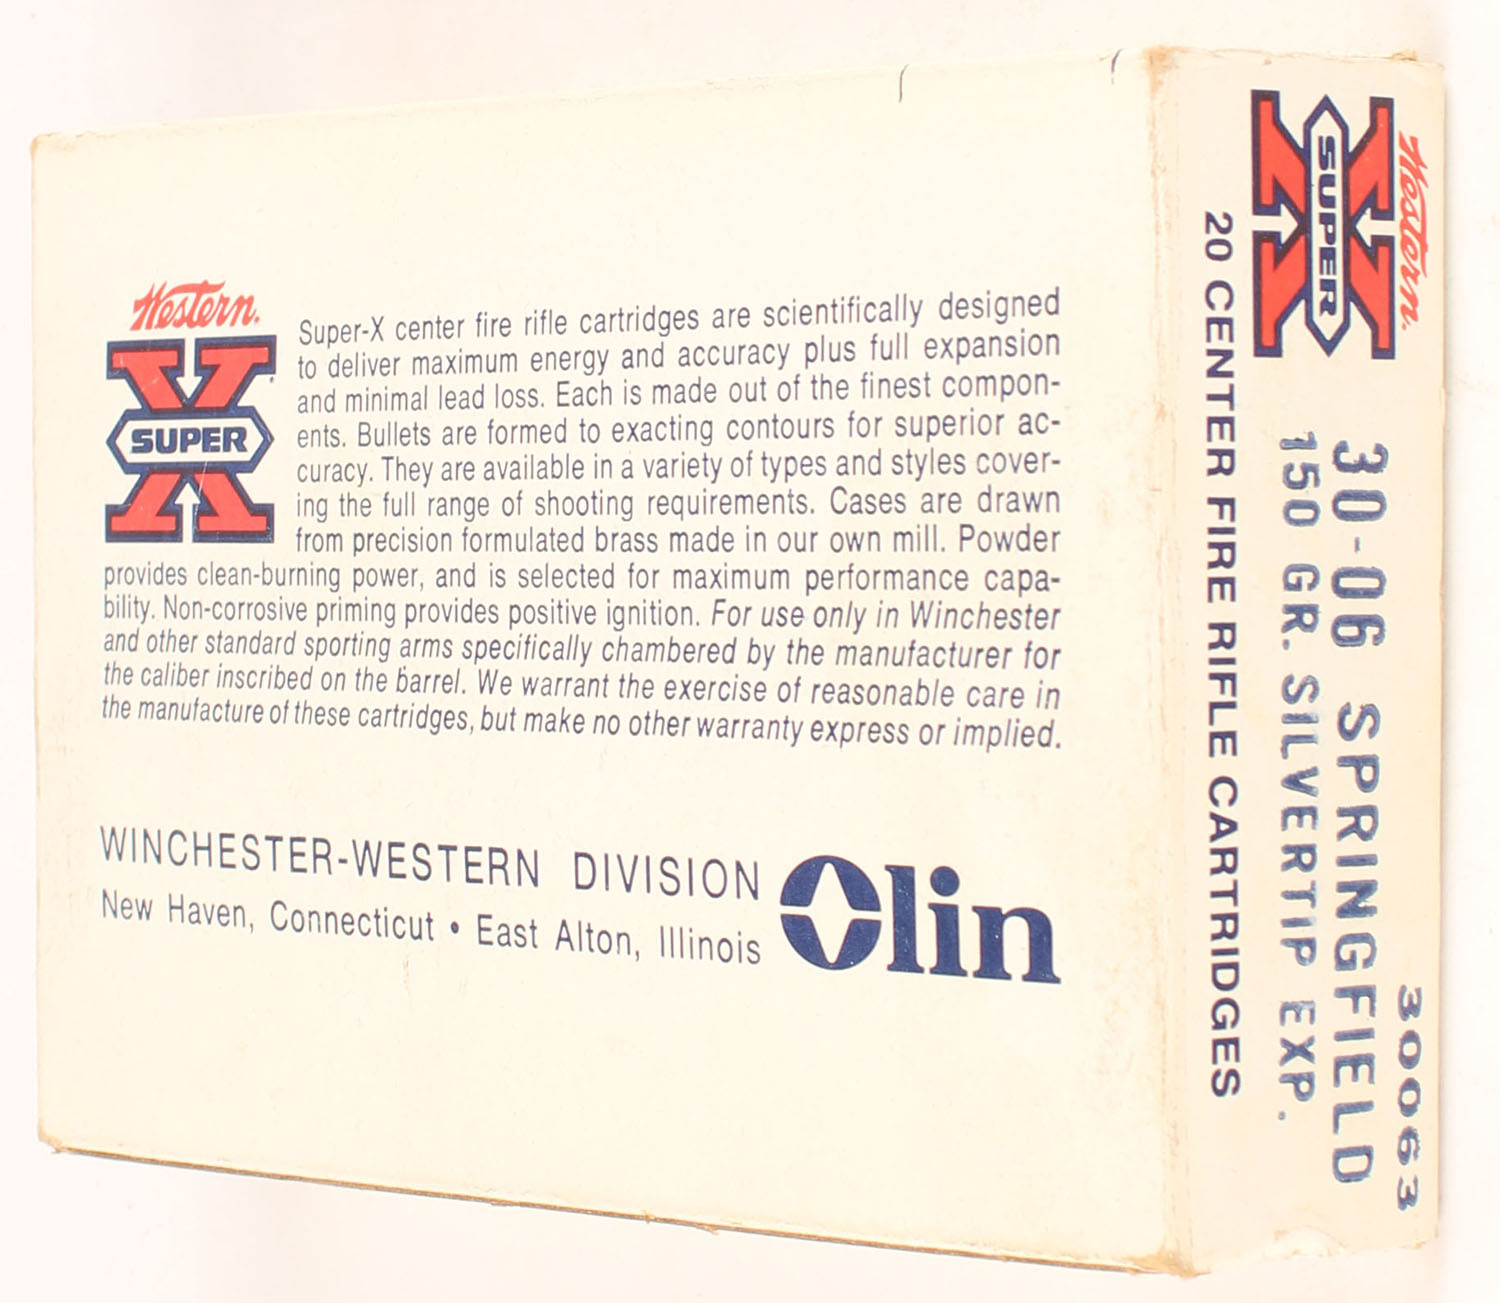 Western.
SUPER
X
Super-X center fire rifle cartridges are scientifically designed
to deliver maximum energy and accuracy plus full expansion
and minimal lead loss. Each is made out of the finest compon-
ents. Bullets are formed to exacting contours for superior ac-
curacy. They are available in a variety of types and styles cover-
ing the full range of shooting requirements. Cases are drawn
from precision formulated brass made in our own mill. Powder
provides clean-burning power, and is selected for maximum performance capa-
bility. Non-corrosive priming provides positive ignition. For use only in Winchester
and other standard sporting arms specifically chambered by the manufacturer for
the caliber inscribed on the barrel. We warrant the exercise of reasonable care in
the manufacture of these cartridges, but make no other warranty express or implied.
WINCHESTER-WESTERN DIVISION
New Haven, Connecticut • East Alton, Illinois
Olin
Western.
SUPER
X
30063
30-06 SPRINGFIELD
150 GR. SILVERTIP EXP.
20 CENTER FIRE RIFLE CARTRIDGES